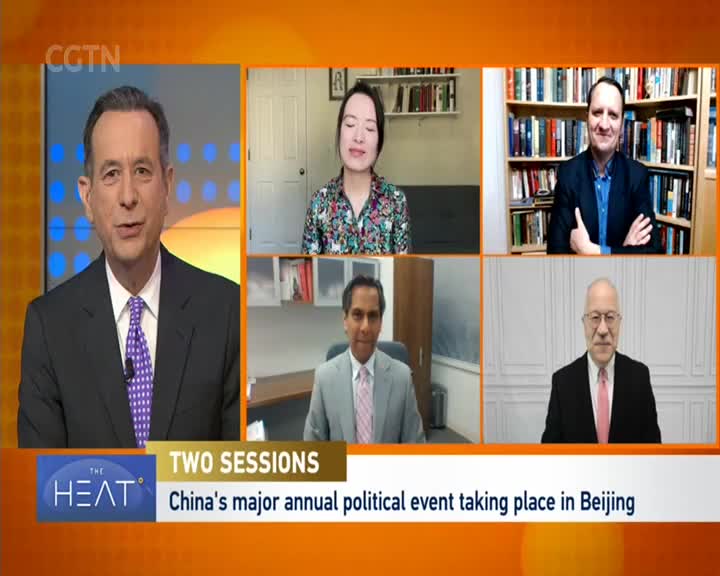 CGTN
THE
HEAT
TWO SESSIONS
China's major annual political event taking place in Beijing